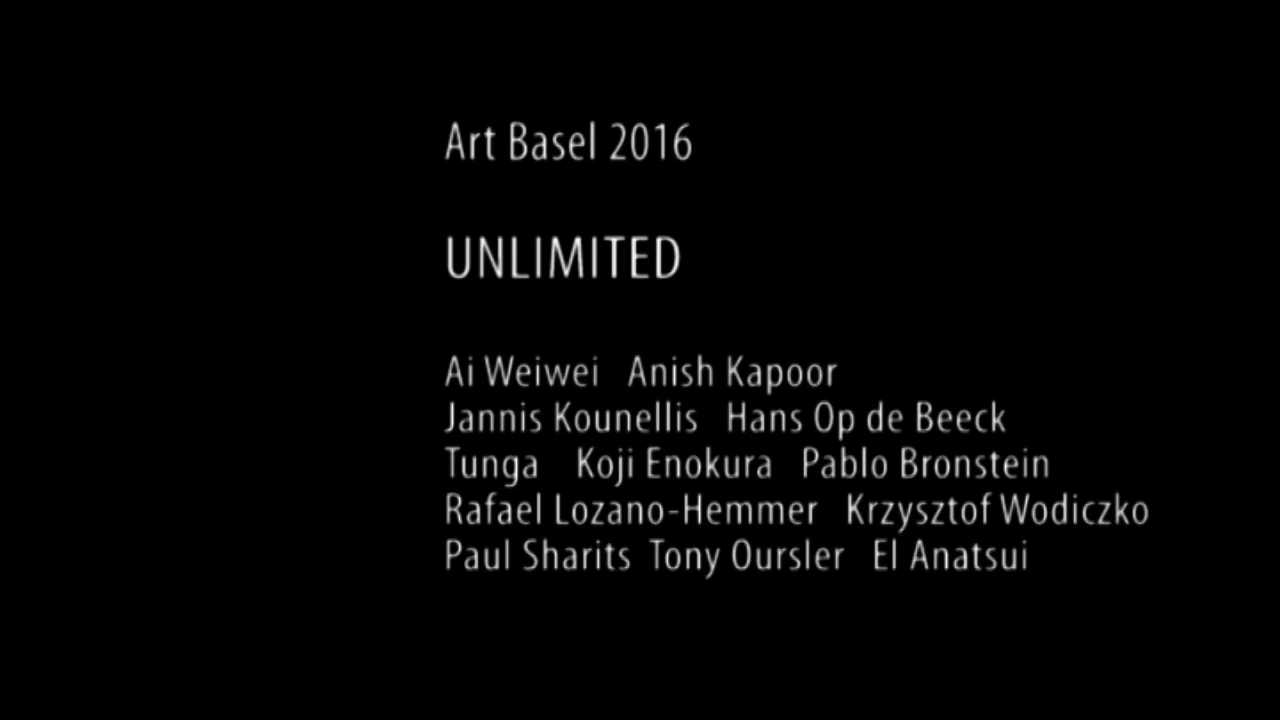 Art Basel 2016
UNLIMITED
Ai Weiwei Anish Kapoor
Jannis Kounellis Hans Op de Beeck
Tunga Koji Enokura Pablo Bronstein
Rafael Lozano-Hemmer Krzysztof Wodiczko
Paul Sharits Tony Oursler El Anatsui